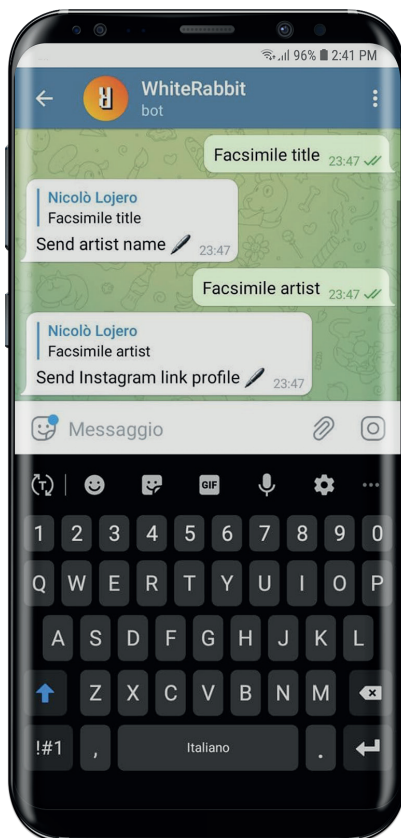 96% 2:41 PM
WhiteRabbit
bot
Facsimile title 23:47
Nicolò Lojero
Facsimile title
Send artist name 23:47
Facsimile artist 23:47
Nicolò Lojero
Facsimile artist
Send Instagram link profile 23:47
Messaggio
T GIF
1 2 3 4 5 6 7 8 9 0
Q W E R T Y U I O P
A S D F G H J K L
Z X C V B N M
!#1 , Italiano .